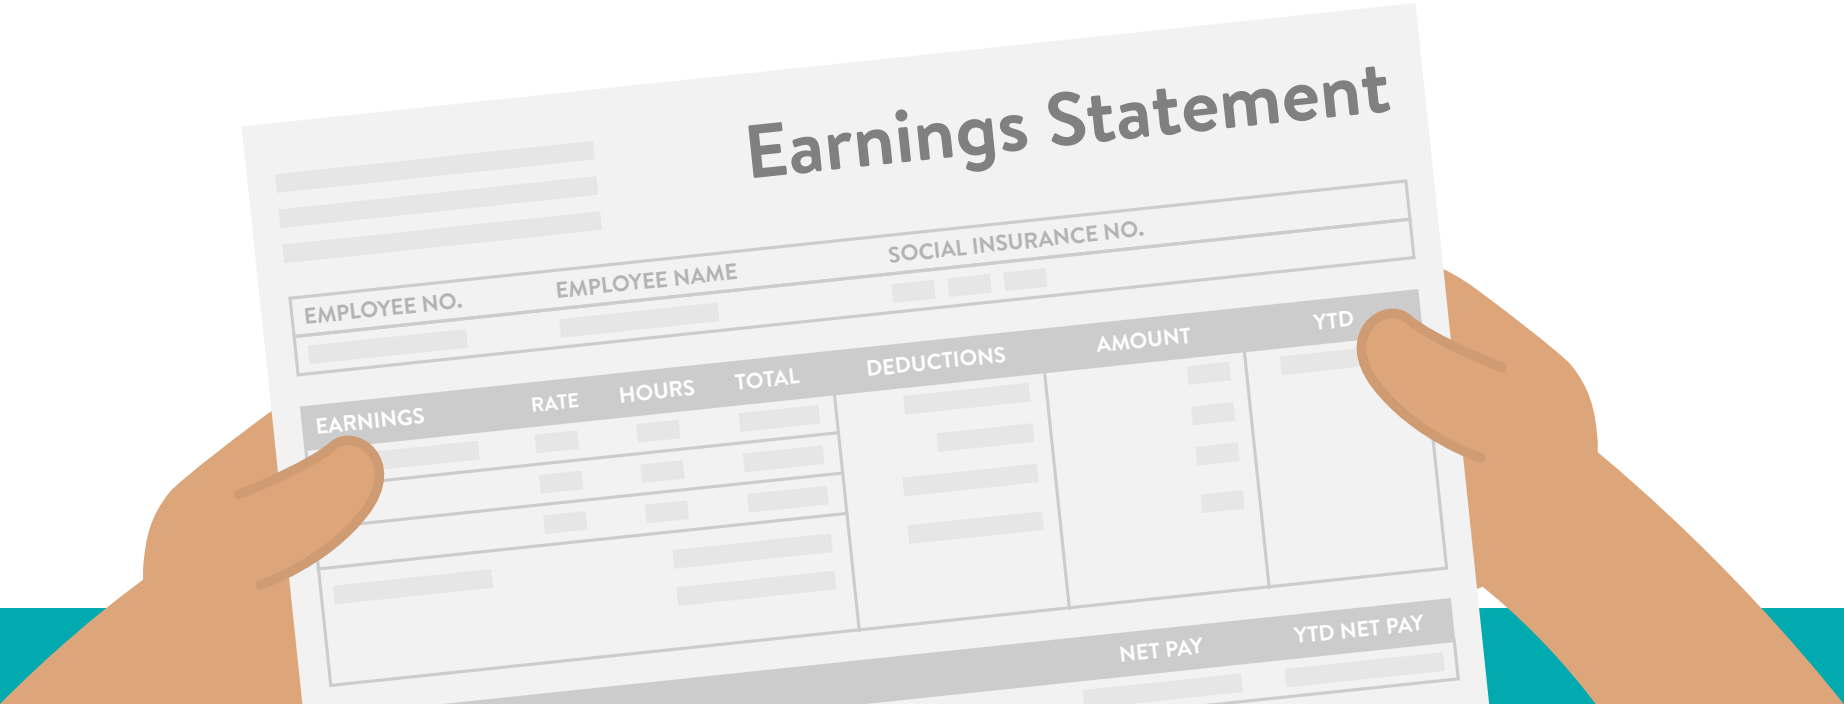 Earnings Statement
EMPLOYEE NO. EMPLOYEE NAME SOCIAL INSURANCE NO.
EARNINGS RATE HOURS TOTAL DEDUCTIONS AMOUNT YTD
NET PAY YTD NET PAY